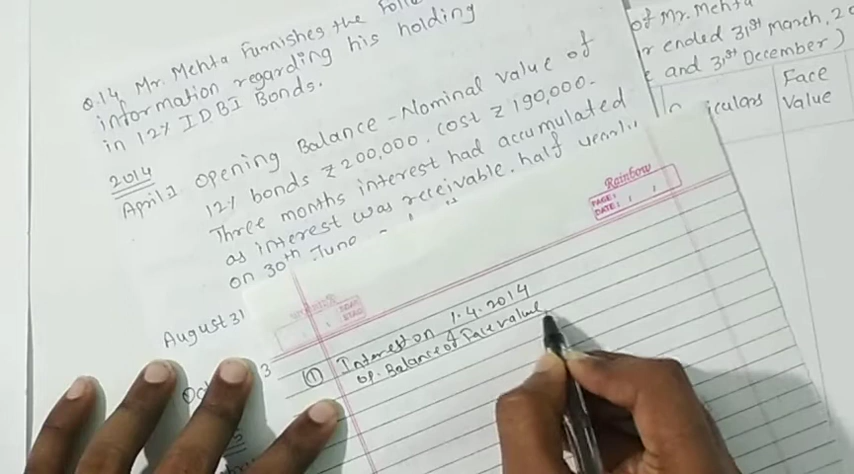 Q.14, Mr. Mehta Furnishes the
information regarding his holding
in 12% IDBI Bonds.
2014
April 1 Opening Balance - Nominal value of
12% bonds ₹ 200,000. cost ₹ 190,000.
Three months interest had accumulated
as interest was receivable. half
on 30th June
August 31
of Mr. Mehta
ended 31st March, 2
and 31st December)
Face
Value
Rainbow
PAGE:
DATE: / /
① Interest on 1.4.2014
op. Balance of Face value